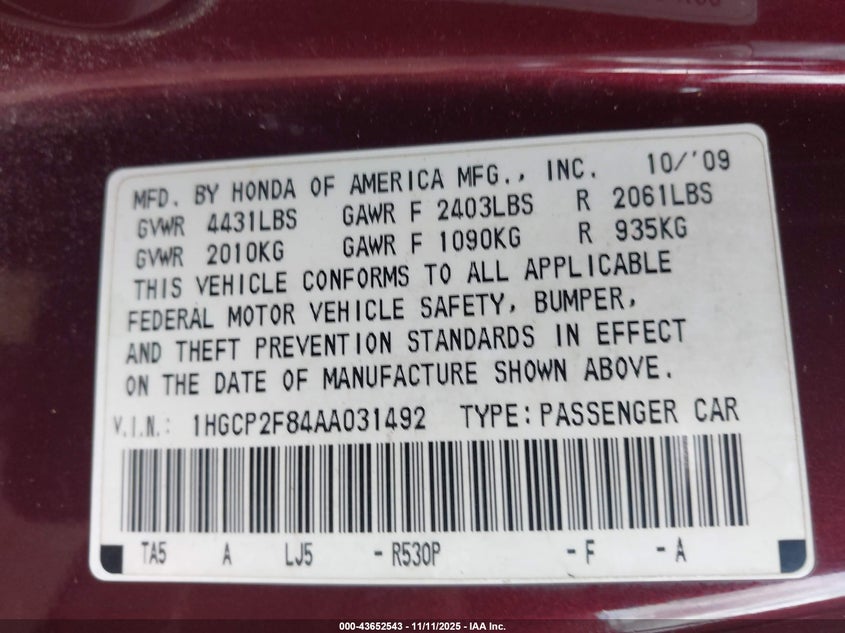 MFD. BY HONDA OF AMERICA MFG., INC. 10/'09
GVWR 4431LBS GAWR F 2403LBS R 2061LBS
GVWR 2010KG GAWR F 1090KG R 935KG
THIS VEHICLE CONFORMS TO ALL APPLICABLE
FEDERAL MOTOR VEHICLE SAFETY, BUMPER,
AND THEFT PREVENTION STANDARDS IN EFFECT
ON THE DATE OF MANUFACTURE SHOWN ABOVE.
V.I.N.: 1HGCP2F84AA031492 TYPE: PASSENGER CAR
TA5 A LJ5 -R530P -F -A
000-43652543 - 11/11/2025 - IAA Inc.